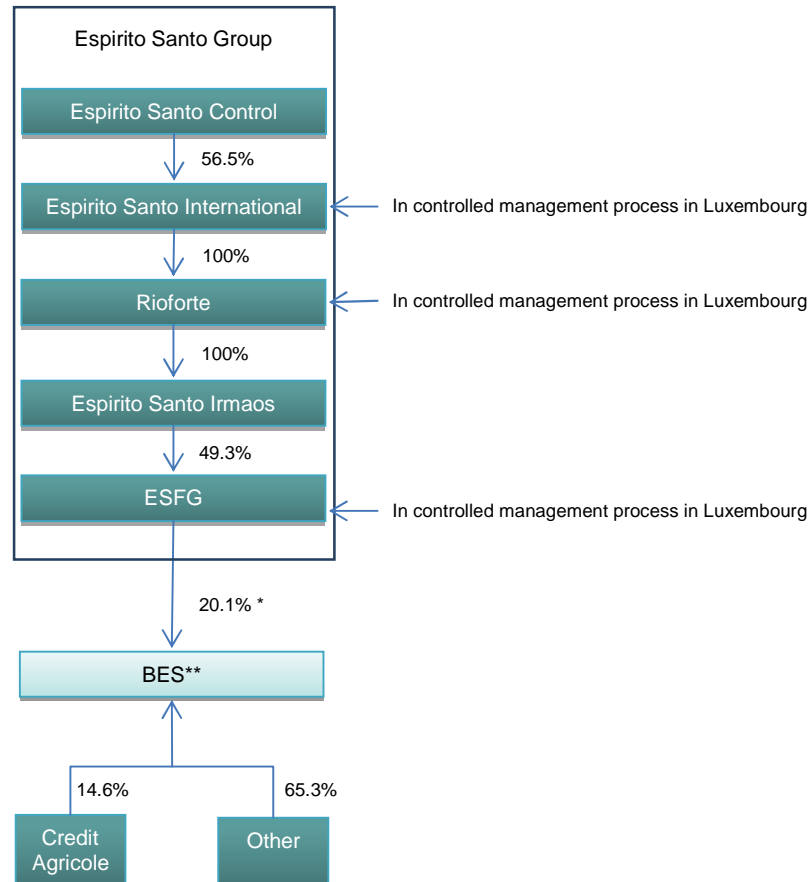 Espirito Santo Group
Espirito Santo Control
56.5%
Espirito Santo International
In controlled management process in Luxembourg
100%
Rioforte
In controlled management process in Luxembourg
100%
Espirito Santo Irmaos
49.3%
ESFG
In controlled management process in Luxembourg
20.1% *
BES**
14.6%
65.3%
Credit
Agricole
Other